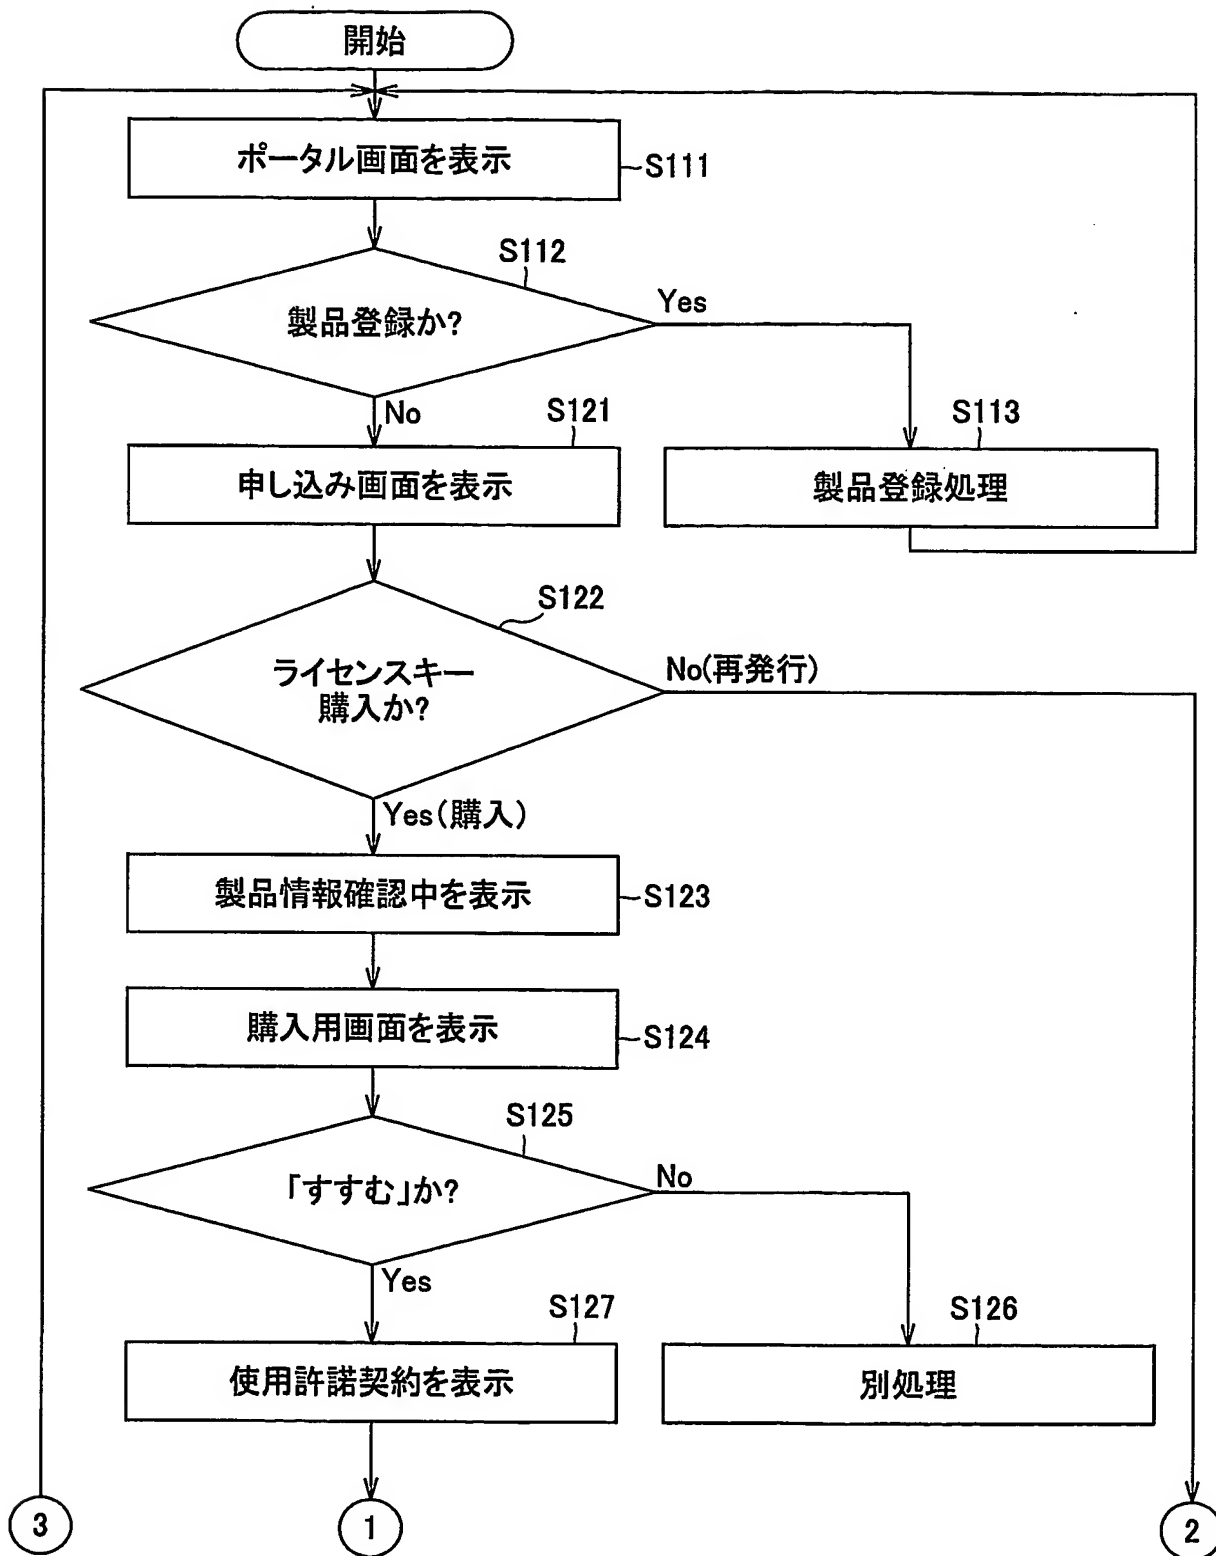 開始
ポータル画面を表示
S111
S112
製品登録か?
Yes
No
S121
S113
申し込み画面を表示
製品登録処理
S122
ライセンスキー
購入か?
No(再発行)
Yes(購入)
製品情報確認中を表示
S123
購入用画面を表示
S124
S125
「すすむ」か?
No
Yes
S127
S126
使用許諾契約を表示
別処理
3
1
2